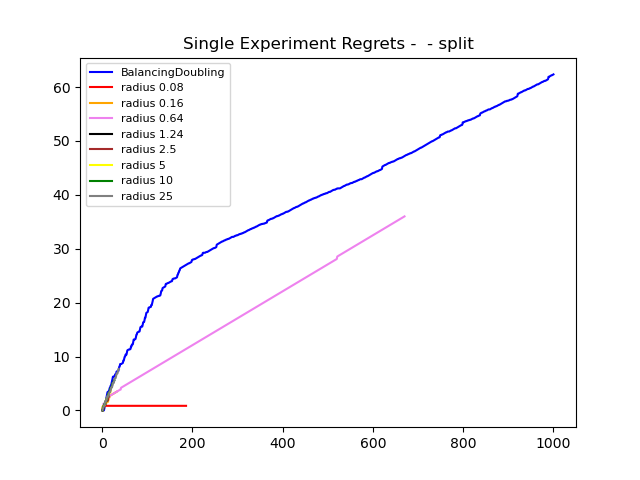 Single Experiment Regrets -  - split
BalancingDoubling
radius 0.08
radius 0.16
radius 0.64
radius 1.24
radius 2.5
radius 5
radius 10
radius 25
60
50
40
30
20
10
0
0 200 400 600 800 1000